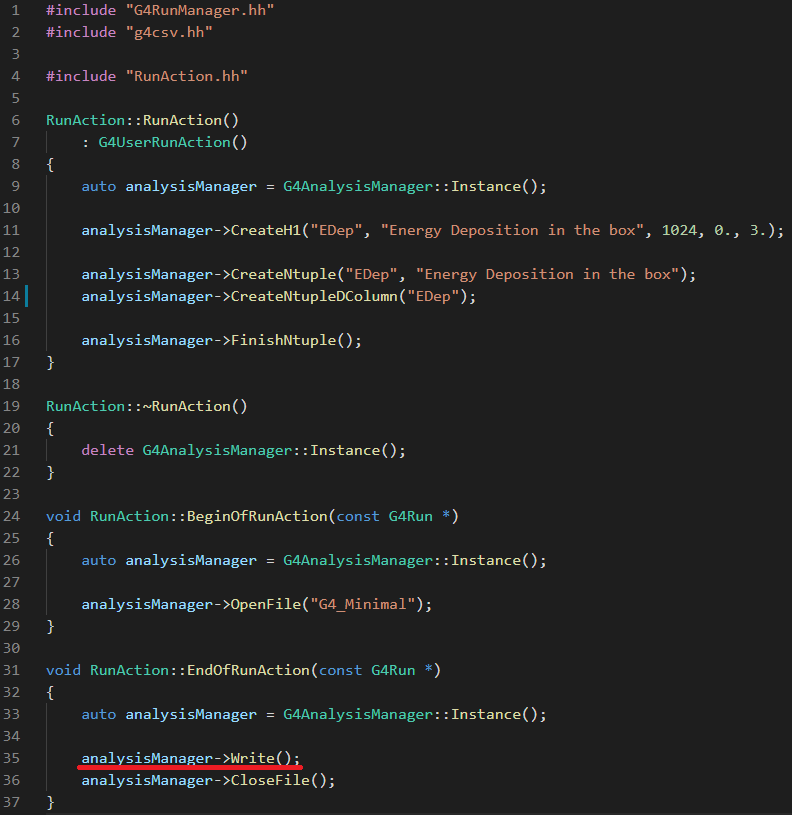 1 #include "G4RunManager.hh"
2 #include "g4csv.hh"
3
4 #include "RunAction.hh"
5
6 RunAction::RunAction()
7     : G4UserRunAction()
8 {
9     auto analysisManager = G4AnalysisManager::Instance();
10
11     analysisManager->CreateH1("EDep", "Energy Deposition in the box", 1024, 0., 3.);
12
13     analysisManager->CreateNtuple("EDep", "Energy Deposition in the box");
14     analysisManager->CreateNtupleDColumn("EDep");
15
16     analysisManager->FinishNtuple();
17 }
18
19 RunAction::~RunAction()
20 {
21     delete G4AnalysisManager::Instance();
22 }
23
24 void RunAction::BeginOfRunAction(const G4Run *)
25 {
26     auto analysisManager = G4AnalysisManager::Instance();
27
28     analysisManager->OpenFile("G4_Minimal");
29 }
30
31 void RunAction::EndOfRunAction(const G4Run *)
32 {
33     auto analysisManager = G4AnalysisManager::Instance();
34
35     analysisManager->Write();
36     analysisManager->CloseFile();
37 }